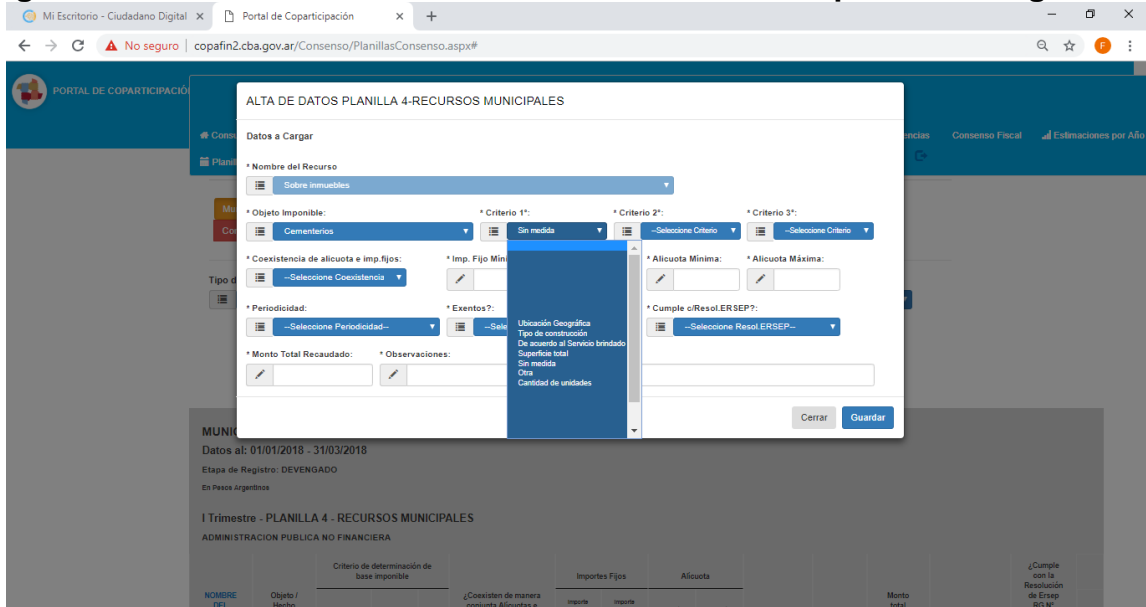 Mi Escritorio - Ciudadano Digital
Portal de Coparticipación
No seguro | copafin2.cba.gov.ar/Consenso/PlanillasConsenso.aspx#
F
PORTAL DE COPARTICIPACIÓ
ALTA DE DATOS PLANILLA 4-RECURSOS MUNICIPALES
Consenso Fiscal Estimaciones por Año
Datos a Cargar
* Nombre del Recurso
Sobre inmuebles
* Objeto Imponible: * Criterio 1°: * Criterio 2°: * Criterio 3°:
Cementerios Sin medida --Seleccione Criterio --Seleccione Criterio
* Coexistencia de alicuota e imp.fijos: * Imp. Fijo * Alicuota Mínima: * Alicuota Máxima:
--Seleccione Coexistencia
Tipo
* Periodicidad: * Exentos?: * Cumple c/Resol.ERSEP?:
--Seleccione Periodicidad-- --Seleccione Resol.ERSEP--
Ubicación Geográfica
Tipo de construcción
De acuerdo al Servicio brindado
Superficie total
Sin medida
Otra
Cantidad de unidades
* Monto Total Recaudado: * Observaciones:
Cerrar Guardar
Datos al: 01/01/2018 - 31/03/2018
Etapa de Registro: DEVENGADO
En Pesos Argentinos
I Trimestre - PLANILLA 4 - RECURSOS MUNICIPALES
ADMINISTRACION PUBLICA NO FINANCIERA
Criterio de determinación de
base imponible
Importes Fijos
Alicuota
¿Cumple
con la
Resolución
de Ersep
NOMBRE
Objeto /
¿Coexisten de manera
importe importe
Monto